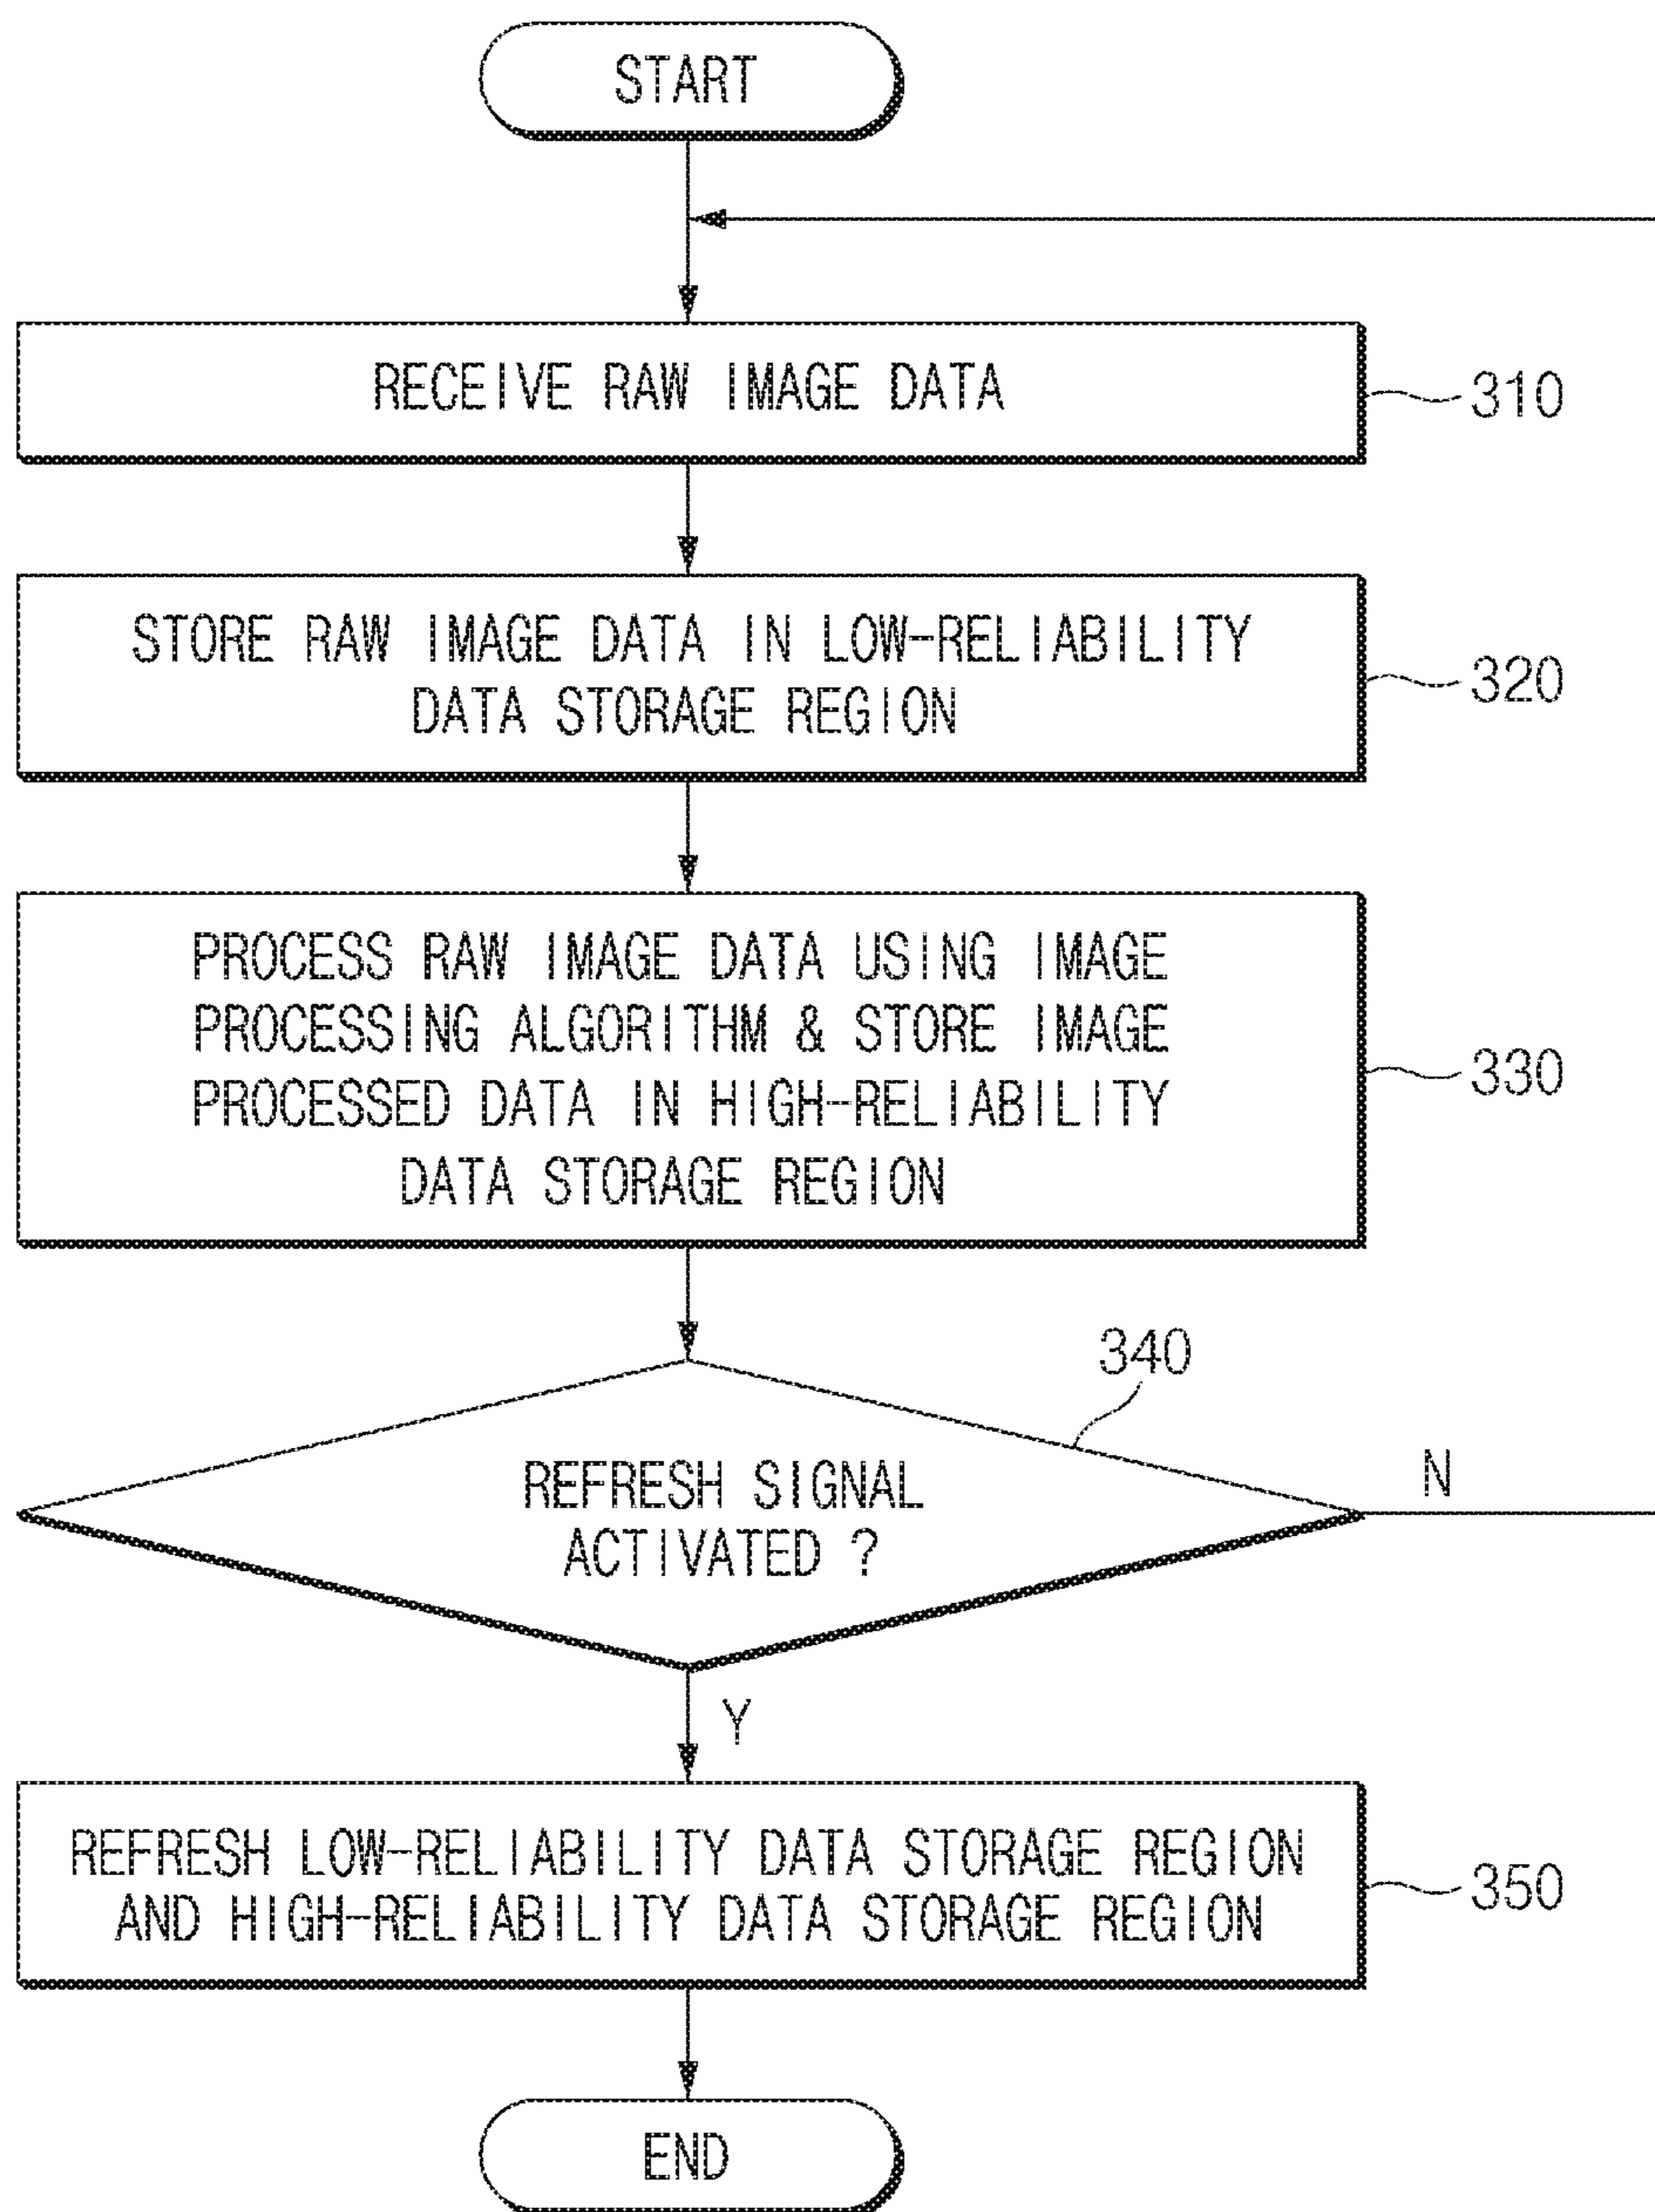 START
RECEIVE RAW IMAGE DATA
310
STORE RAW IMAGE DATA IN LOW-RELIABILITY
DATA STORAGE REGION
320
PROCESS RAW IMAGE DATA USING IMAGE
PROCESSING ALGORITHM & STORE IMAGE
PROCESSED DATA IN HIGH-RELIABILITY
DATA STORAGE REGION
330
340
REFRESH SIGNAL
ACTIVATED ?
N
Y
REFRESH LOW-RELIABILITY DATA STORAGE REGION
AND HIGH-RELIABILITY DATA STORAGE REGION
350
END